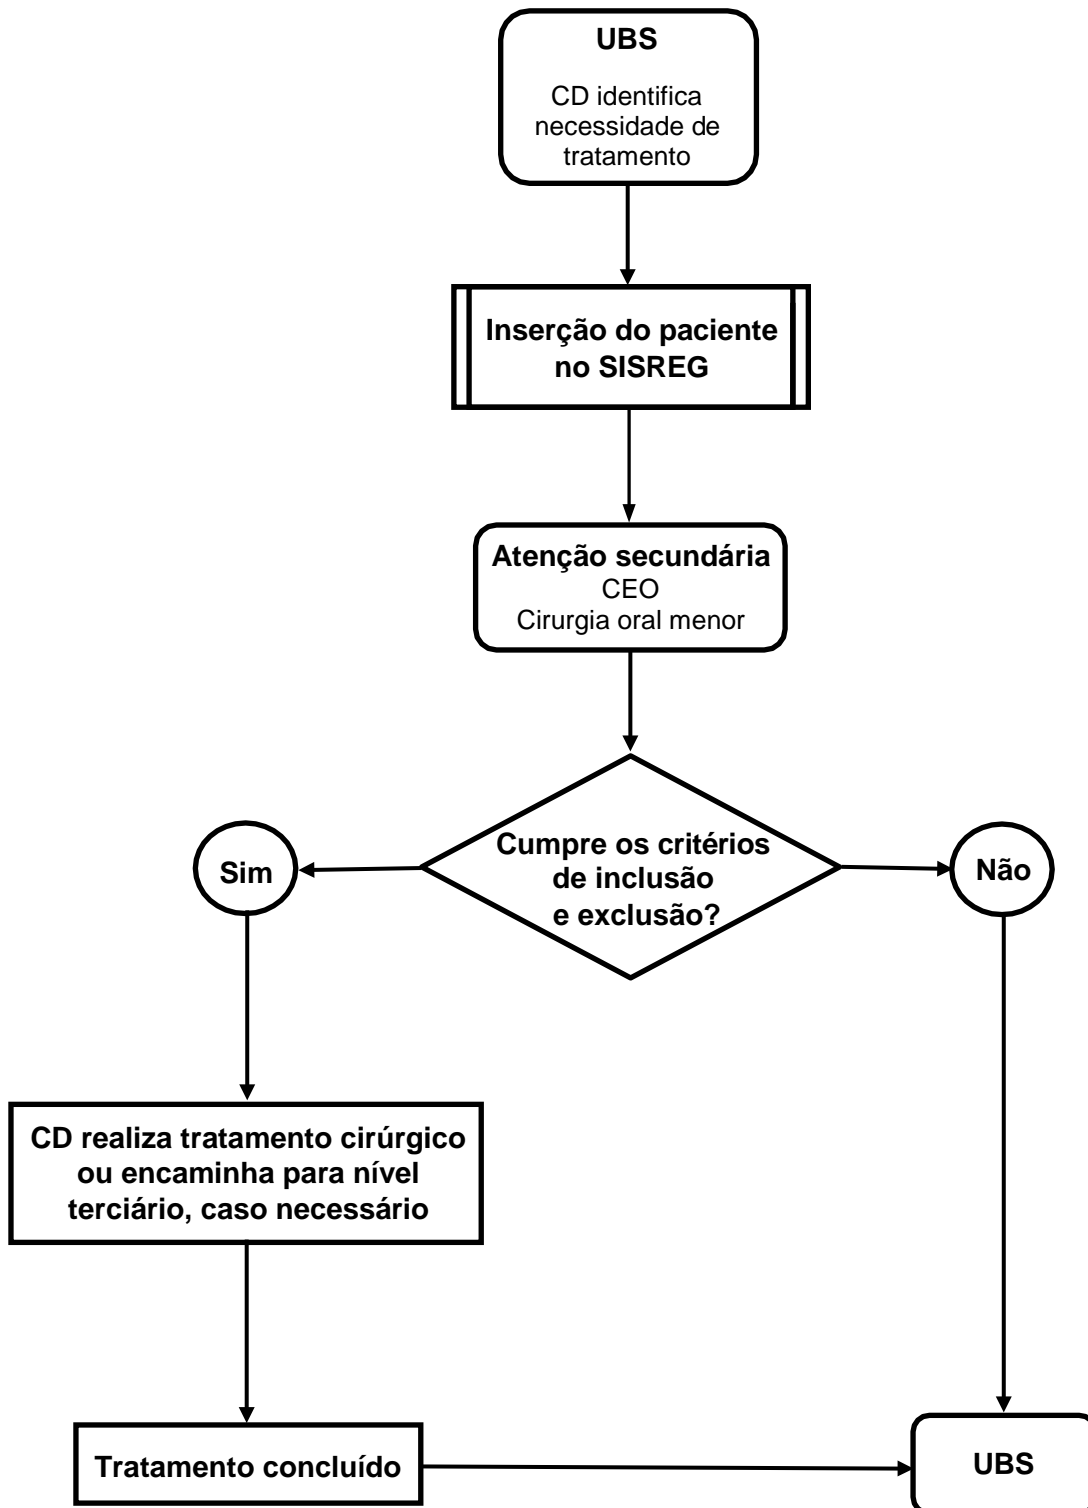 UBS
CD identifica
necessidade de
tratamento
Inserção do paciente
no SISREG
Atenção secundária
CEO
Cirurgia oral menor
Cumpre os critérios
de inclusão
e exclusão?
Sim
Não
CD realiza tratamento cirúrgico
ou encaminha para nível
terciário, caso necessário
Tratamento concluído
UBS